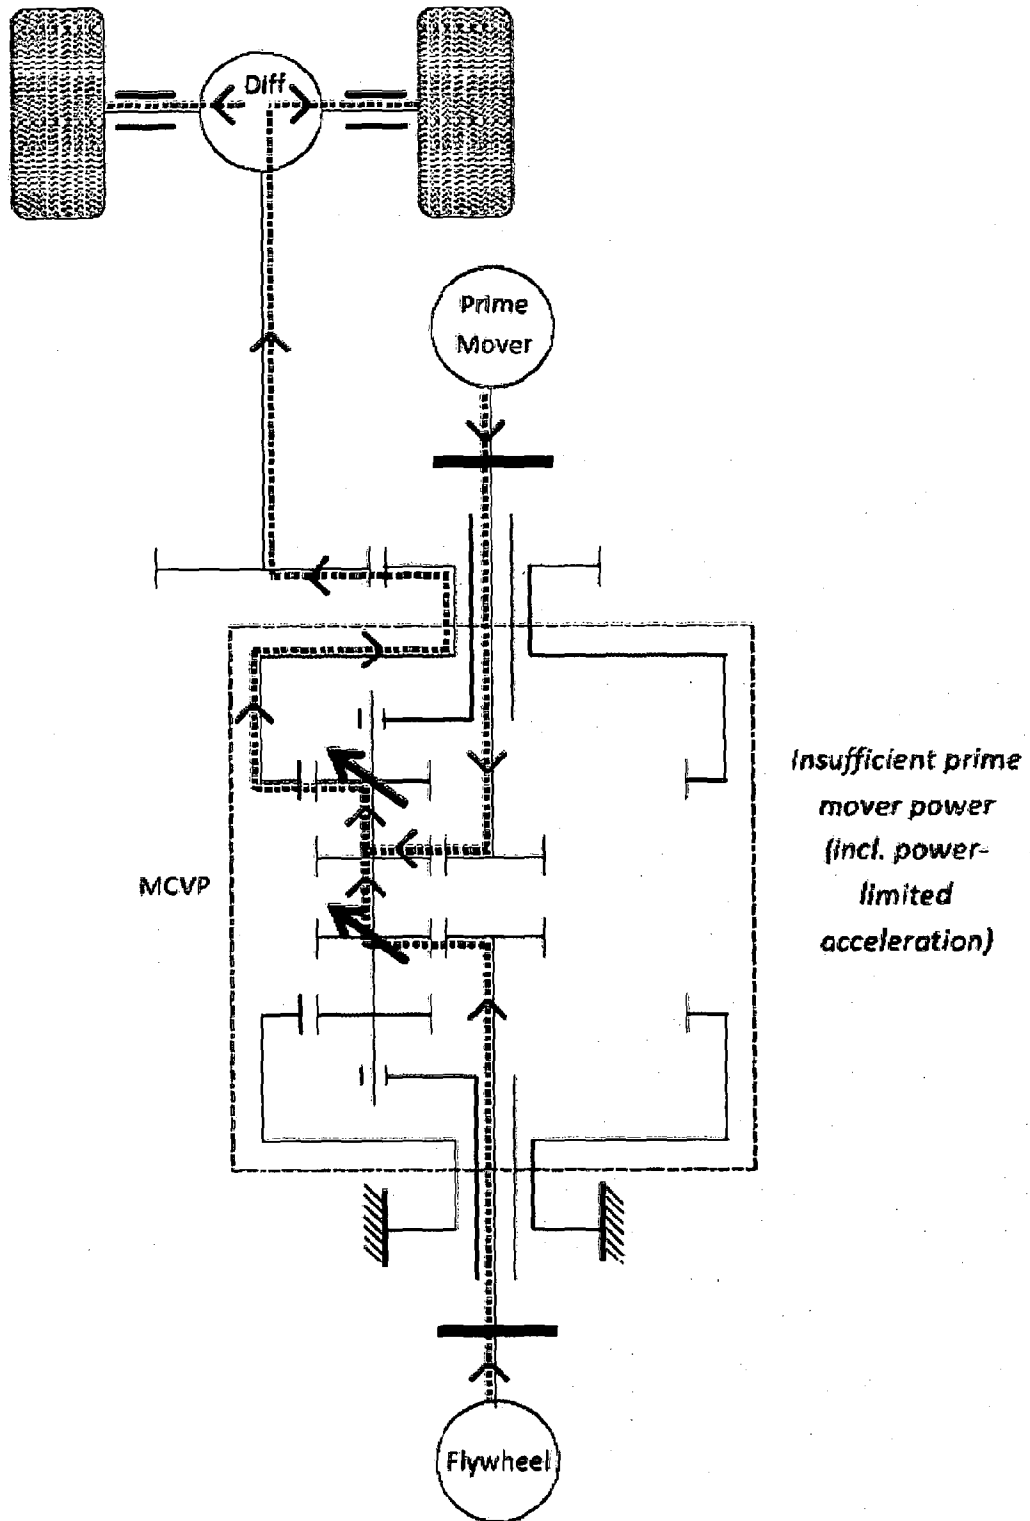 Diff
Prime
Mover
Insufficient prime
mover power
(incl. power-
limited
acceleration)
MCVP
Flywheel